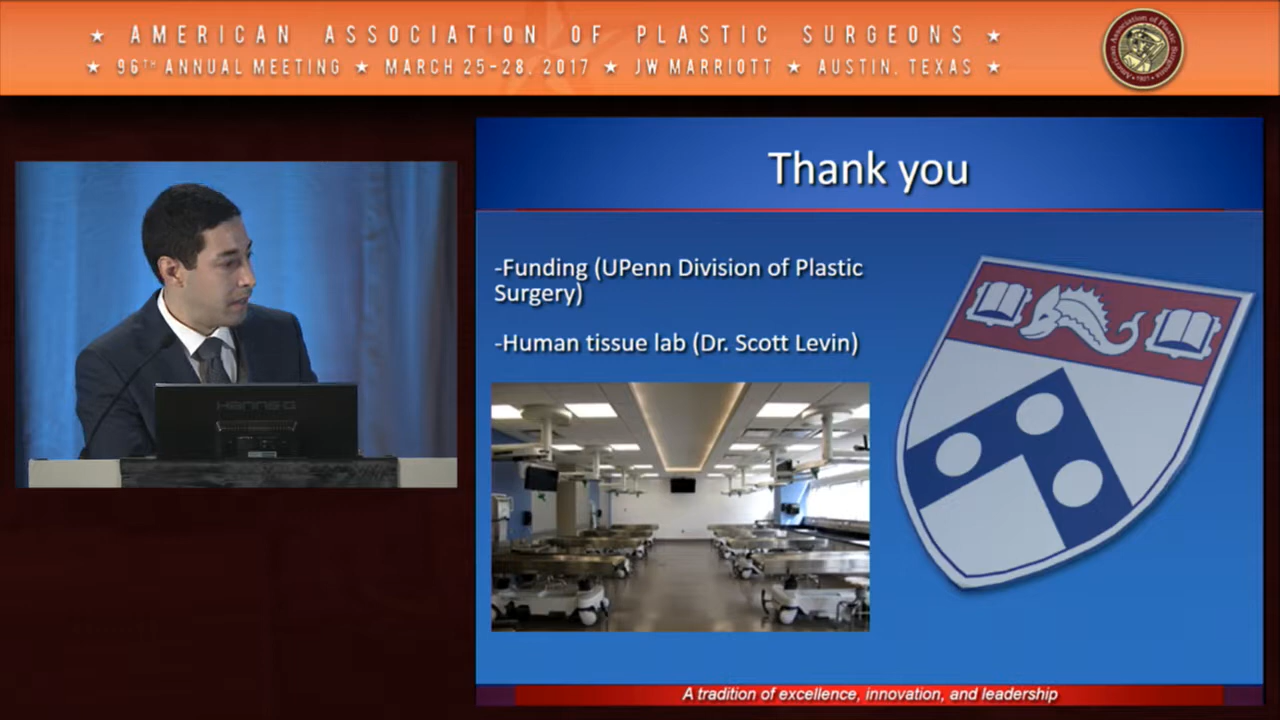 ★ AMERICAN ASSOCIATION OF PLASTIC SURGEONS ★
★ 96TH ANNUAL MEETING ★ MARCH 25-28, 2017 ★ JW MARRIOTT ★ AUSTIN, TEXAS ★
Thank you
-Funding (UPenn Division of Plastic
Surgery)
-Human tissue lab (Dr. Scott Levin)
A tradition of excellence, innovation, and leadership